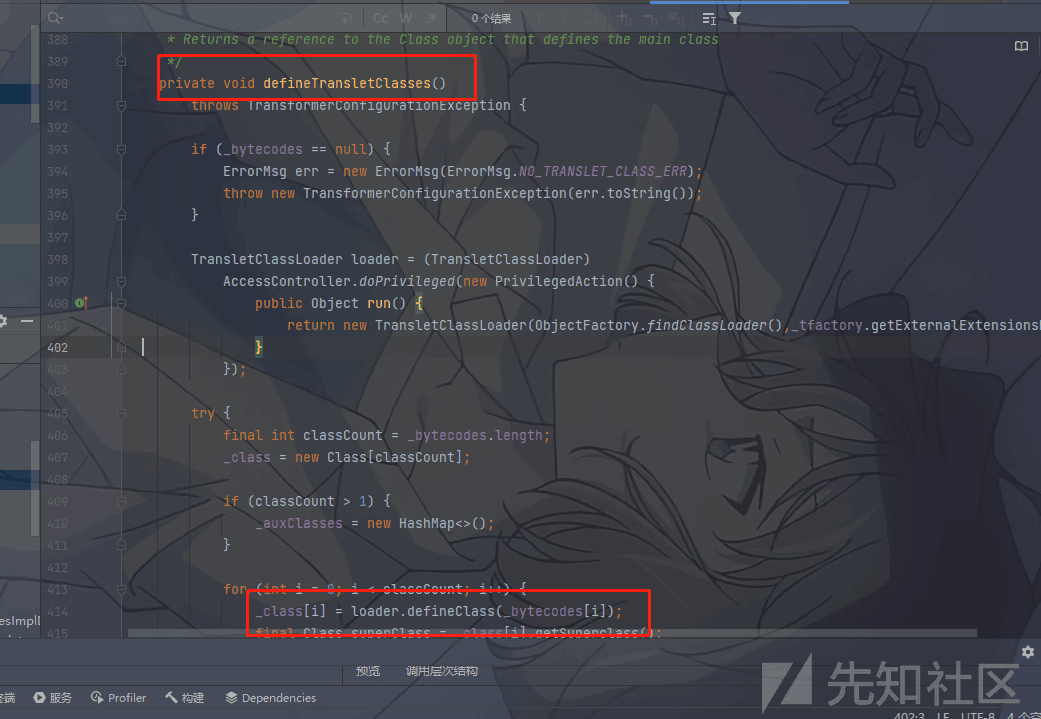 Cc W .* 0 个结果
388 * Returns a reference to the Class object that defines the main class
389 */
390 private void defineTransletClasses()
391 throws TransformerConfigurationException {
392
393 if (_bytecodes == null) {
394 ErrorMsg err = new ErrorMsg(ErrorMsg.NO_TRANSLET_CLASS_ERR);
395 throw new TransformerConfigurationException(err.toString());
396 }
397
398 TransletClassLoader loader = (TransletClassLoader)
399 AccessController.doPrivileged(new PrivilegedAction() {
400 public Object run() {
401 return new TransletClassLoader(ObjectFactory.findClassLoader(),_tfactory.getExternalExtensions
402 }
403 });
404
405 try {
406 final int classCount = _bytecodes.length;
407 _class = new Class[classCount];
408
409 if (classCount > 1) {
410 _auxClasses = new HashMap<>();
411 }
412
413 for (int i = 0; i < classCount; i++) {
414 _class[i] = loader.defineClass(_bytecodes[i]);
415 final Class superClass = _class[i].getSuperclass();
预览 调用层次结构
服务 Profiler 构建 Dependencies
先知社区
402:3 LF UTF-8